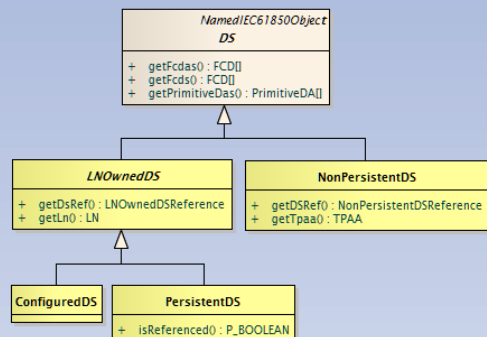 NamedIEC61850Object
DS
+ getFcdas() : FCD[]
+ getFcds() : FCD[]
+ getPrimitiveDas() : PrimitiveDA[]
LNOwnedDS
+ getDsRef() : LNOwnedDSReference
+ getLn() : LN
NonPersistentDS
+ getDSRef() : NonPersistentDSReference
+ getTpaa() : TPAA
ConfiguredDS
PersistentDS
+ isReferenced() : P_BOOLEAN